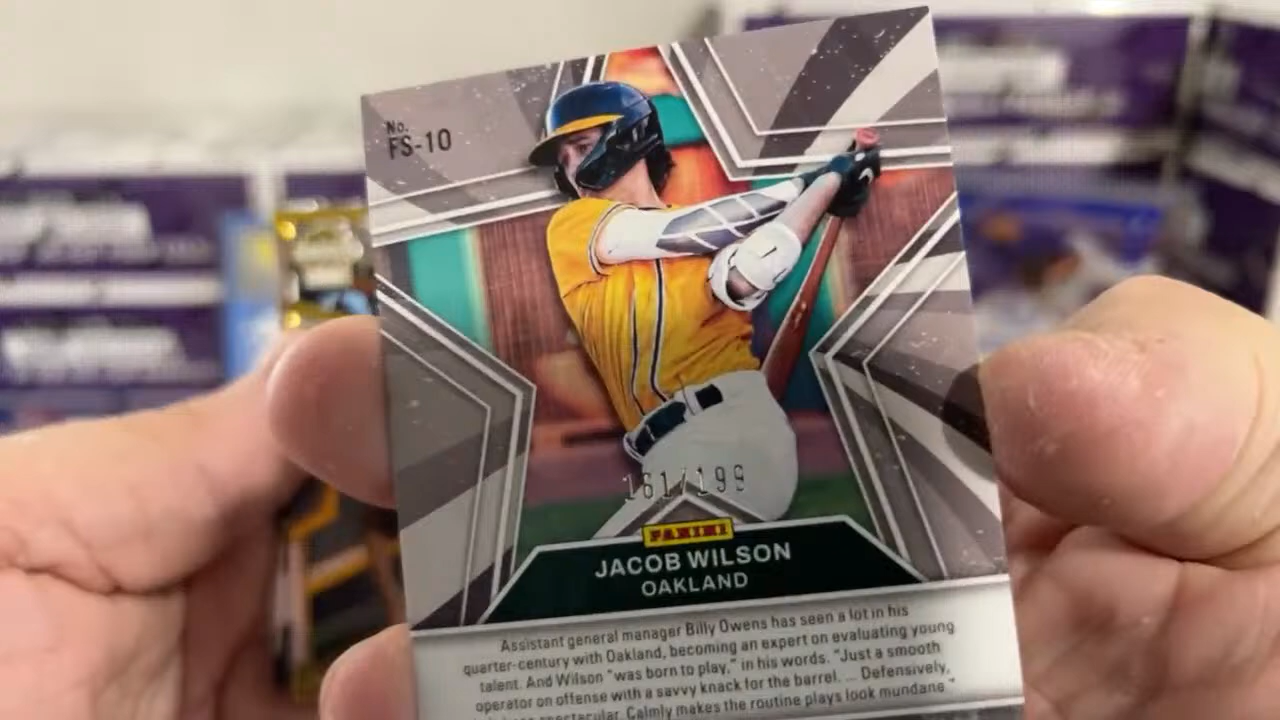 No.
FS-10
161/199
PANINI
JACOB WILSON
OAKLAND
Assistant general manager Billy Owens has seen a lot in his
quarter-century with Oakland, becoming an expert on evaluating young
talent. And Wilson "was born to play," in his words. "Just a smooth
operator on offense with a savvy knack for the barrel. ... Defensively,
spectacular. Calmly makes the routine plays look mundane."